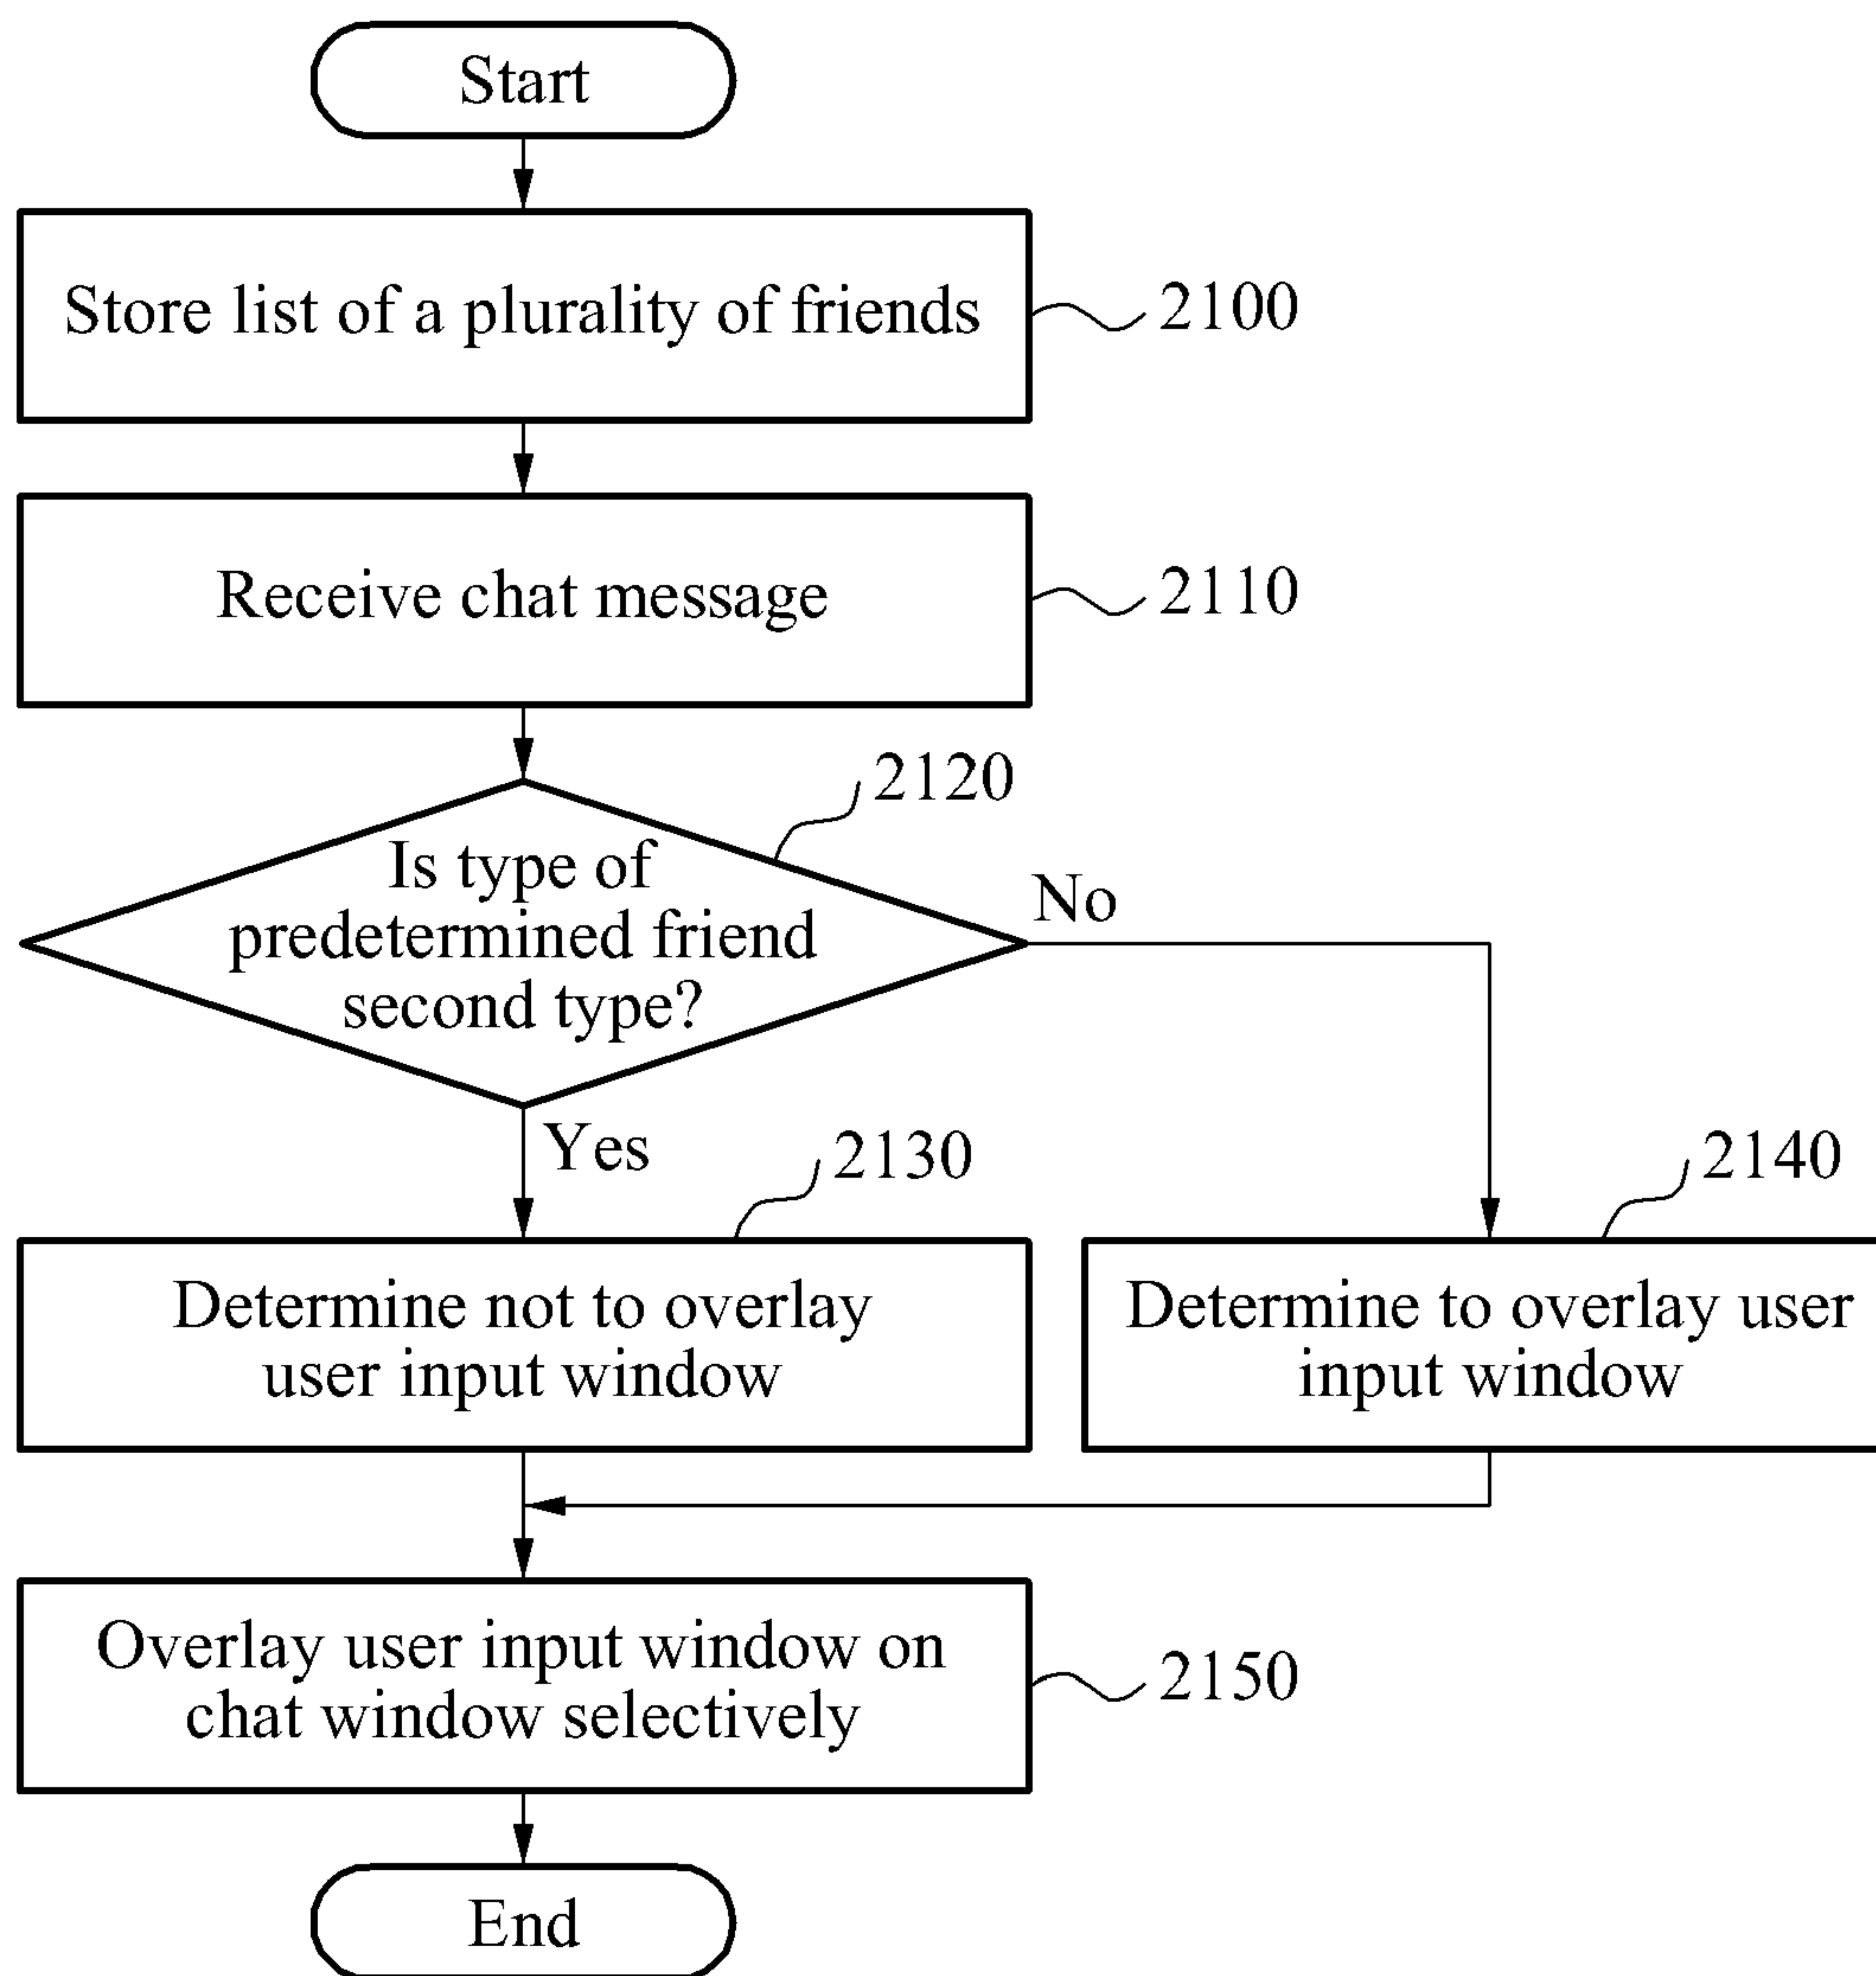 Start
Store list of a plurality of friends
2100
Receive chat message
2110
2120
Is type of
predetermined friend
second type?
No
Yes
2130
2140
Determine not to overlay
user input window
Determine to overlay user
input window
Overlay user input window on
chat window selectively
2150
End